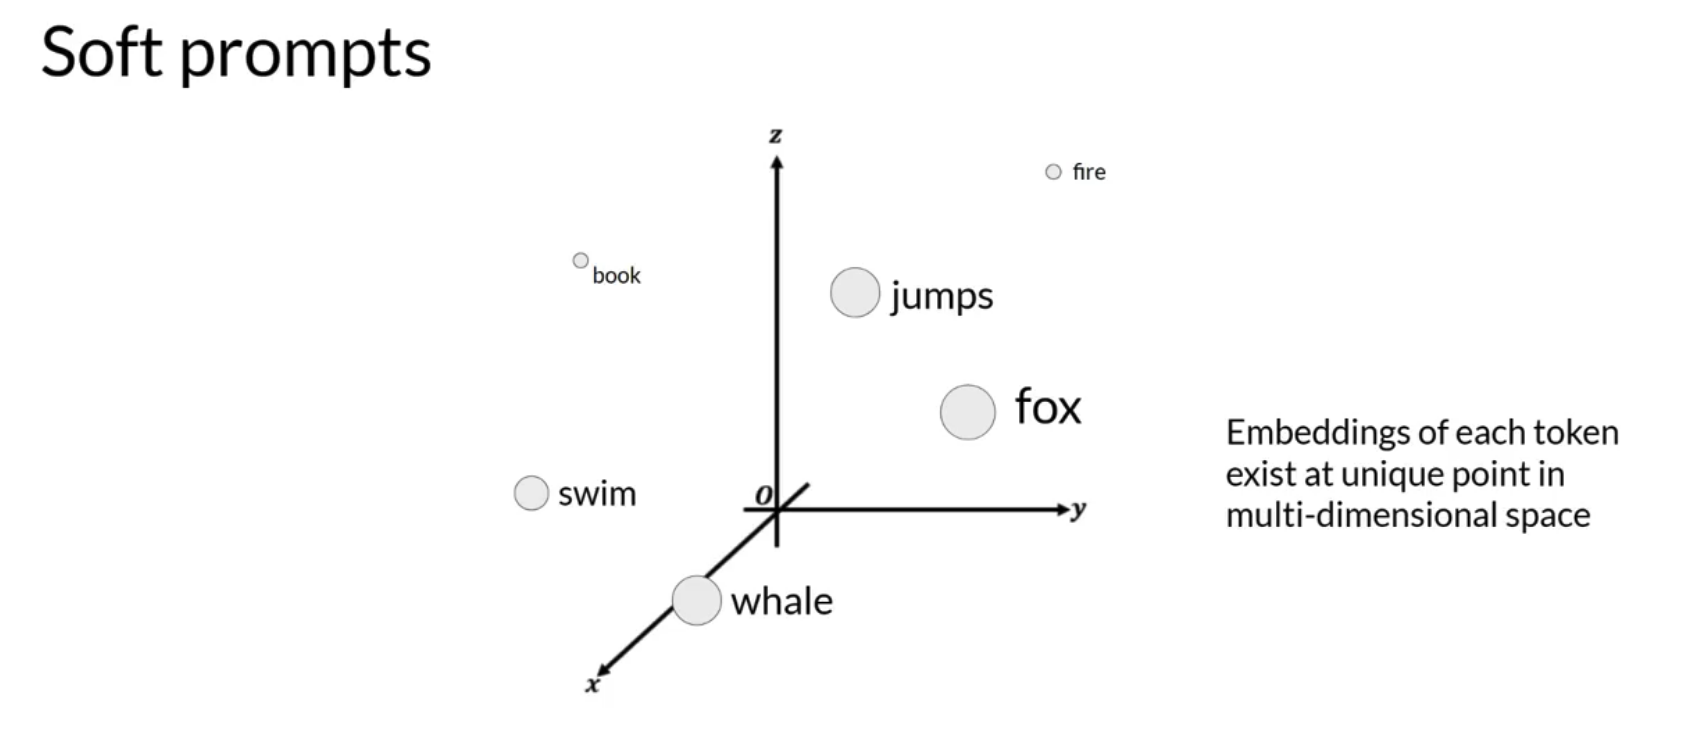 Soft prompts
z
fire
book
jumps
fox
Embeddings of each token
exist at unique point in
multi-dimensional space
swim
O
y
whale
x